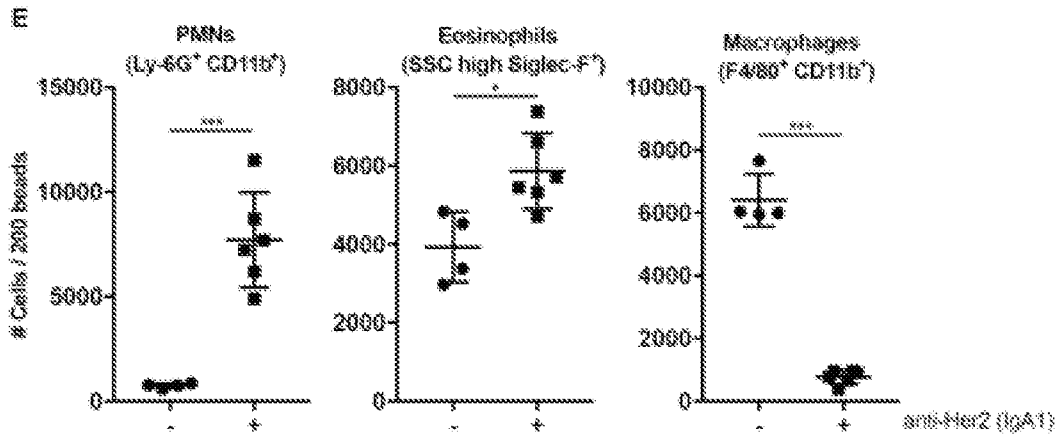 E
PMNs
(Ly-6G⁺ CD11b⁺)
***
# Cells / 200 beads
15000
10000
5000
0
- +
Eosinophils
(SSC high Siglec-F⁺)
*
8000
6000
4000
2000
0
- +
Macrophages
(F4/80⁺ CD11b⁺)
***
10000
8000
6000
4000
2000
0
- +
anti-Her2 (IgA1)